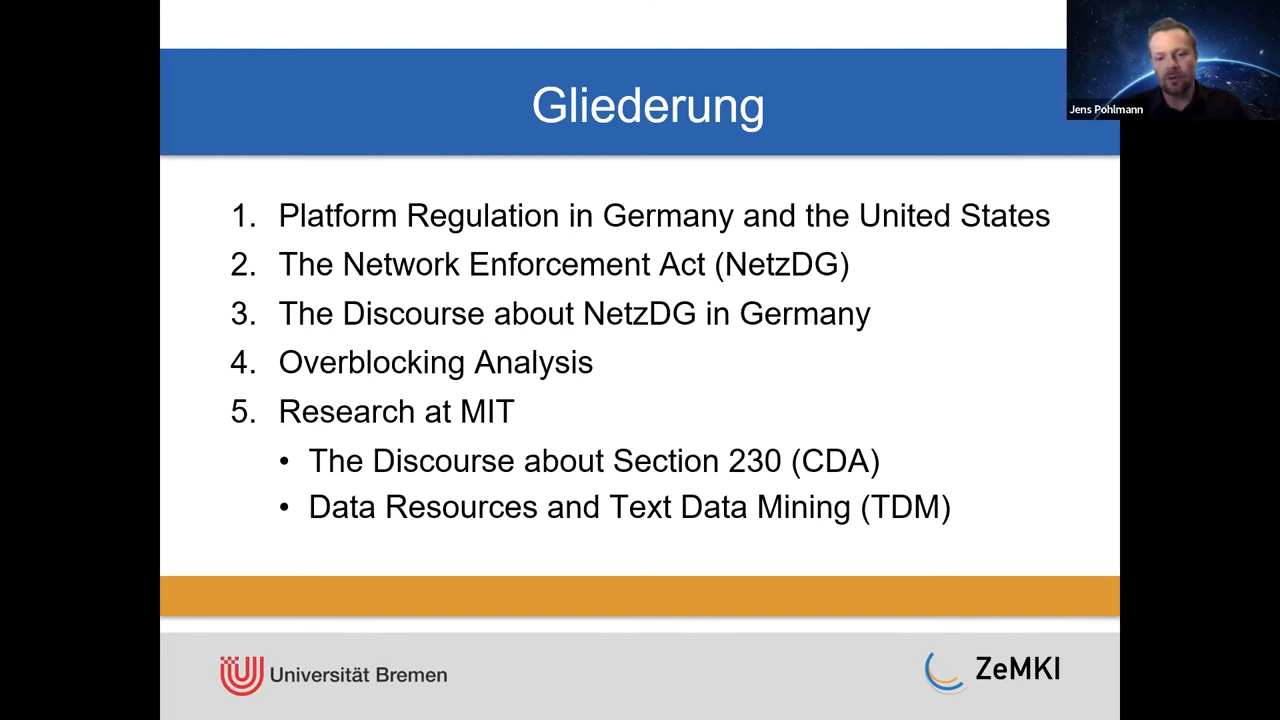 Gliederung
Jens Pohlmann
1. Platform Regulation in Germany and the United States
2. The Network Enforcement Act (NetzDG)
3. The Discourse about NetzDG in Germany
4. Overblocking Analysis
5. Research at MIT
• The Discourse about Section 230 (CDA)
• Data Resources and Text Data Mining (TDM)
Universität Bremen
ZeMKI